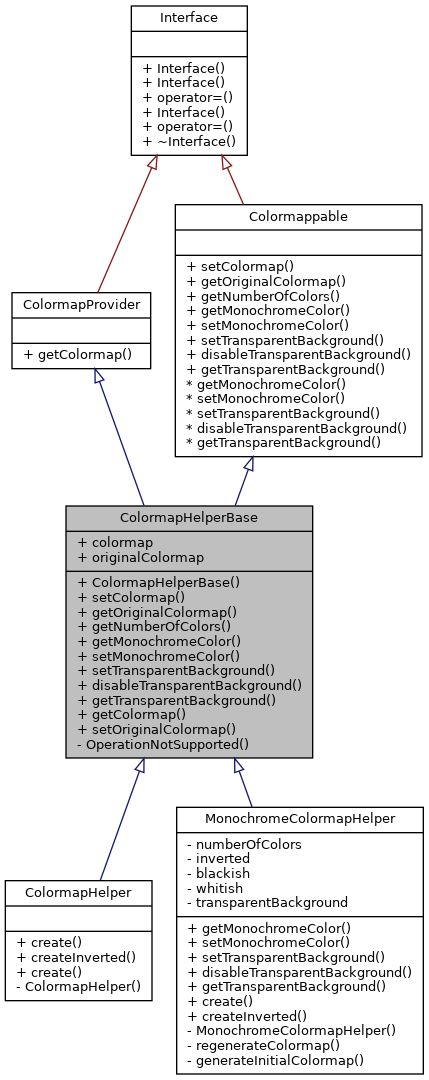 Interface
+ Interface()
+ Interface()
+ operator=()
+ Interface()
+ operator=()
+ ~Interface()
Colormappable
+ setColormap()
+ getOriginalColormap()
+ getNumberOfColors()
+ getMonochromeColor()
+ setMonochromeColor()
+ setTransparentBackground()
+ disableTransparentBackground()
+ getTransparentBackground()
* getMonochromeColor()
* setMonochromeColor()
* setTransparentBackground()
* disableTransparentBackground()
* getTransparentBackground()
ColormapProvider
+ getColormap()
ColormapHelperBase
+ colormap
+ originalColormap
+ ColormapHelperBase()
+ setColormap()
+ getOriginalColormap()
+ getNumberOfColors()
+ getMonochromeColor()
+ setMonochromeColor()
+ setTransparentBackground()
+ disableTransparentBackground()
+ getTransparentBackground()
+ getColormap()
+ setOriginalColormap()
- OperationNotSupported()
ColormapHelper
+ create()
+ createInverted()
+ create()
- ColormapHelper()
MonochromeColormapHelper
- numberOfColors
- inverted
- blackish
- whitish
- transparentBackground
+ getMonochromeColor()
+ setMonochromeColor()
+ setTransparentBackground()
+ disableTransparentBackground()
+ getTransparentBackground()
+ create()
+ createInverted()
- MonochromeColormapHelper()
- regenerateColormap()
- generateInitialColormap()